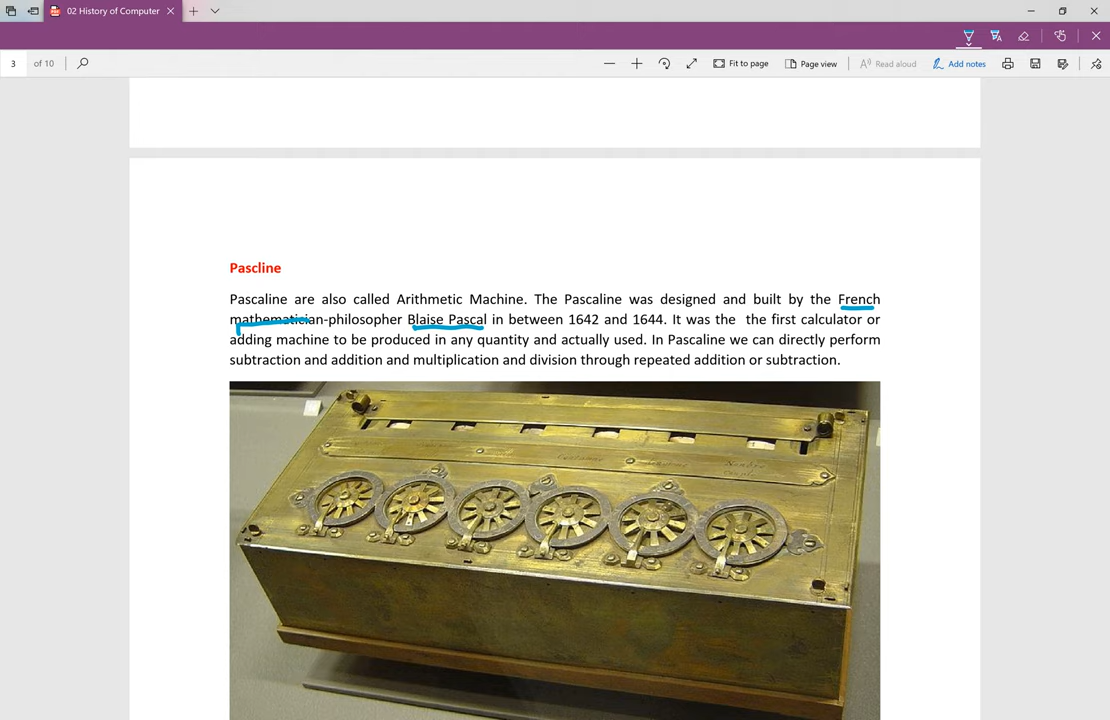 02 History of Computer
3 of 10
Fit to page
Page view
Read aloud
Add notes
Pascline
Pascaline are also called Arithmetic Machine. The Pascaline was designed and built by the French
mathematician-philosopher Blaise Pascal in between 1642 and 1644. It was the the first calculator or
adding machine to be produced in any quantity and actually used. In Pascaline we can directly perform
subtraction and addition and multiplication and division through repeated addition or subtraction.